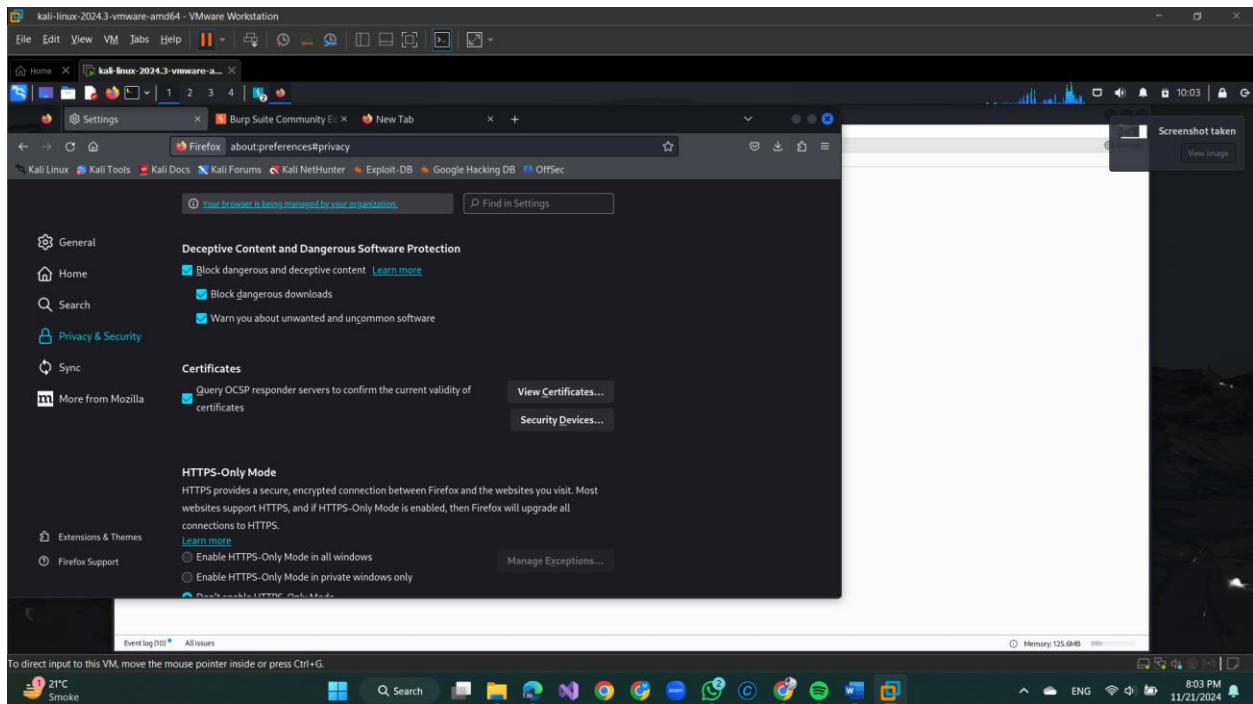 kali-linux-2024.3-vmware-amd64 - VMware Workstation
File Edit View VM Tabs Help
Home
kali-linux-2024.3-vmware-a...
1 2 3 4
10:03
Settings
Burp Suite Community Ed
New Tab
Screenshot taken
View image
Firefox about:preferences#privacy
Kali Linux Kali Tools Kali Docs Kali Forums Kali NetHunter Exploit-DB Google Hacking DB OffSec
Your browser is being managed by your organization.
Find in Settings
General
Home
Search
Privacy & Security
Sync
More from Mozilla
Extensions & Themes
Firefox Support
Deceptive Content and Dangerous Software Protection
Block dangerous and deceptive content Learn more
Block dangerous downloads
Warn you about unwanted and uncommon software
Certificates
Query OCSP responder servers to confirm the current validity of
certificates
View Certificates...
Security Devices...
HTTPS-Only Mode
HTTPS provides a secure, encrypted connection between Firefox and the websites you visit. Most
websites support HTTPS, and if HTTPS-Only Mode is enabled, then Firefox will upgrade all
connections to HTTPS.
Learn more
Enable HTTPS-Only Mode in all windows
Manage Exceptions...
Enable HTTPS-Only Mode in private windows only
Don't enable HTTPS-Only Mode
Event log (10) All issues
Memory: 125.6MB
To direct input to this VM, move the mouse pointer inside or press Ctrl+G.
21°C
Smoke
Search
ENG
8:03 PM
11/21/2024